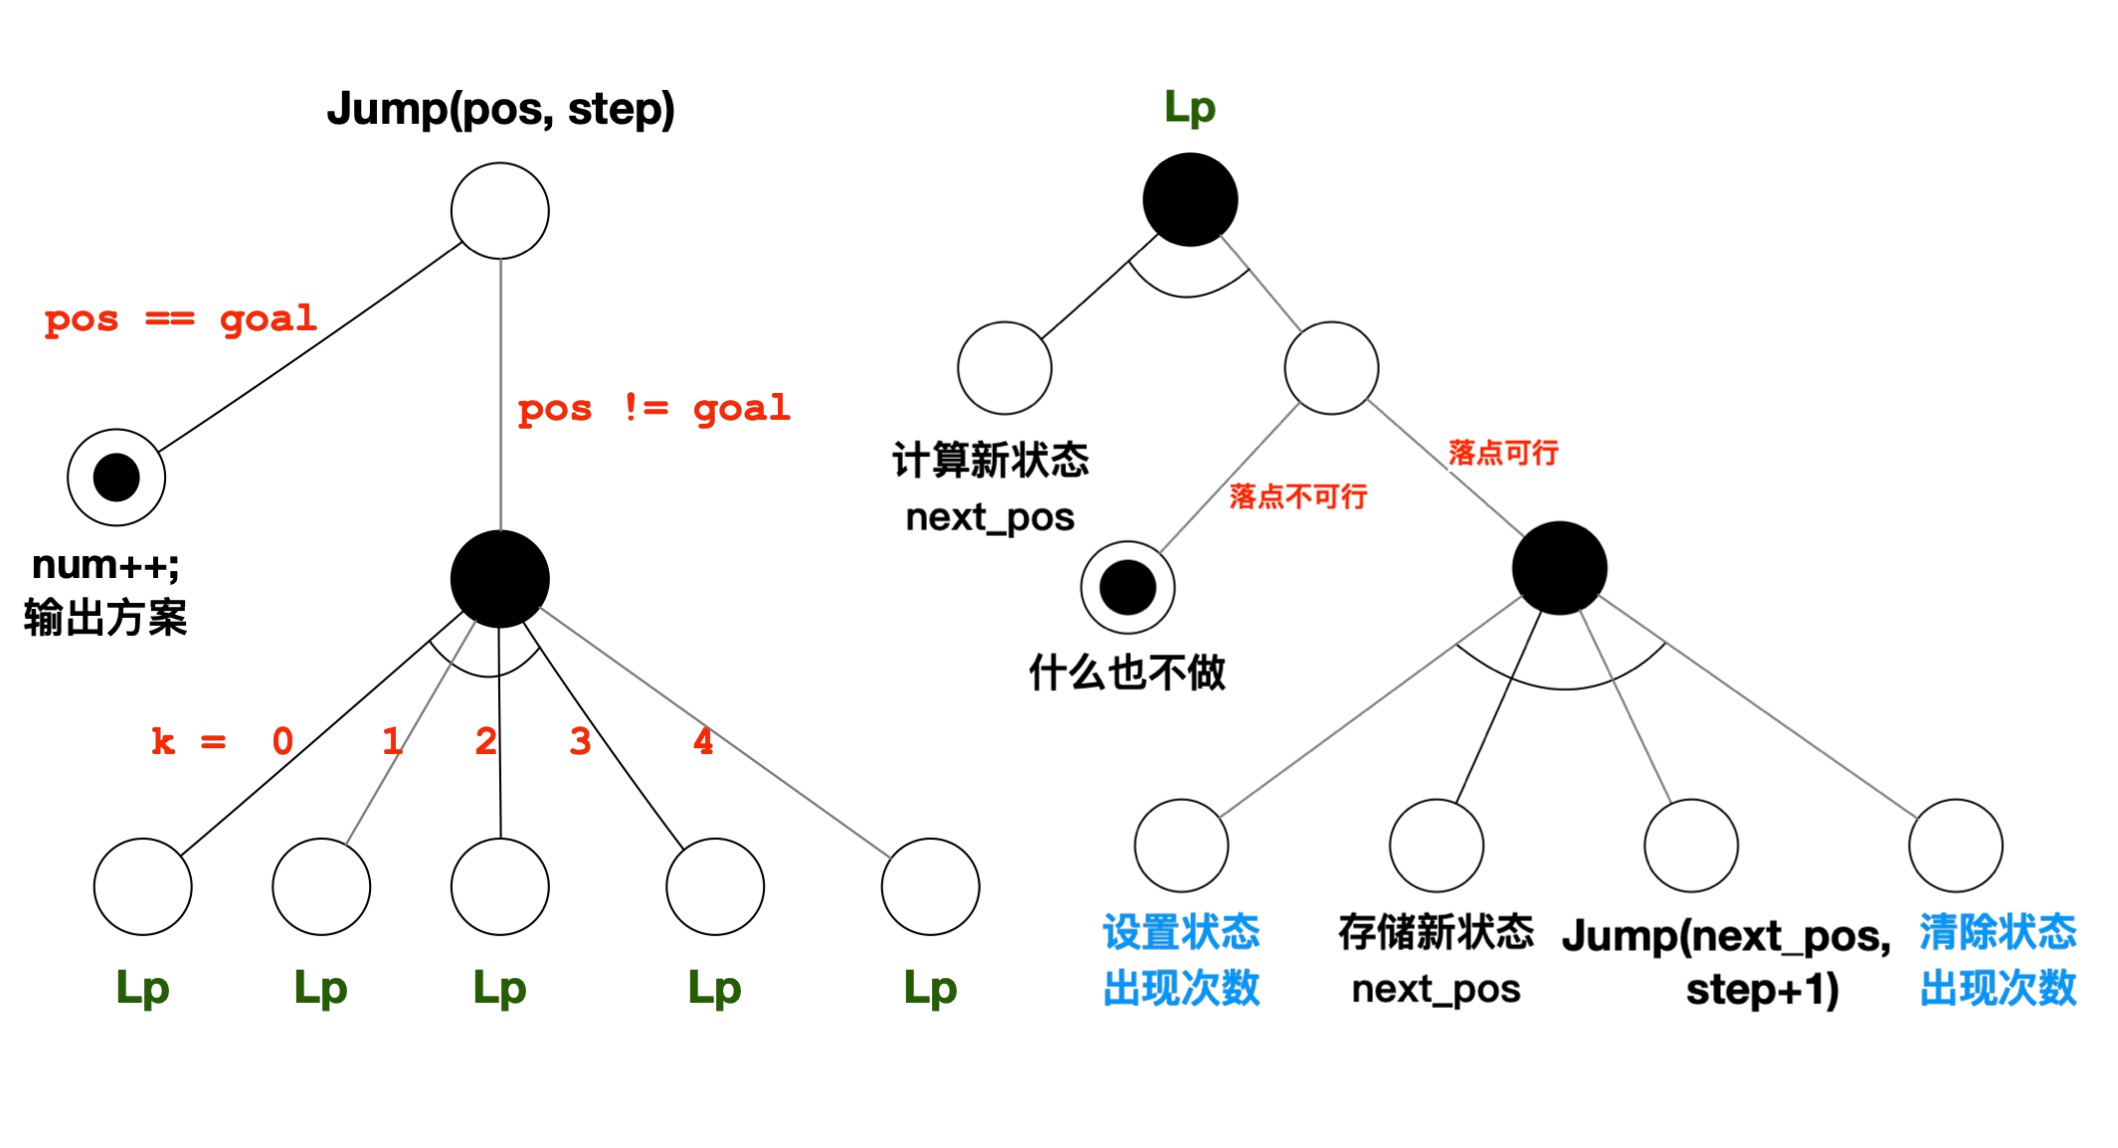 Jump(pos, step)
pos == goal
pos != goal
num++;
输出方案
k = 0 1 2 3 4
Lp Lp Lp Lp Lp
Lp
计算新状态
next_pos
落点不可行
落点可行
什么也不做
设置状态
出现次数
存储新状态
next_pos
Jump(next_pos,
step+1)
清除状态
出现次数